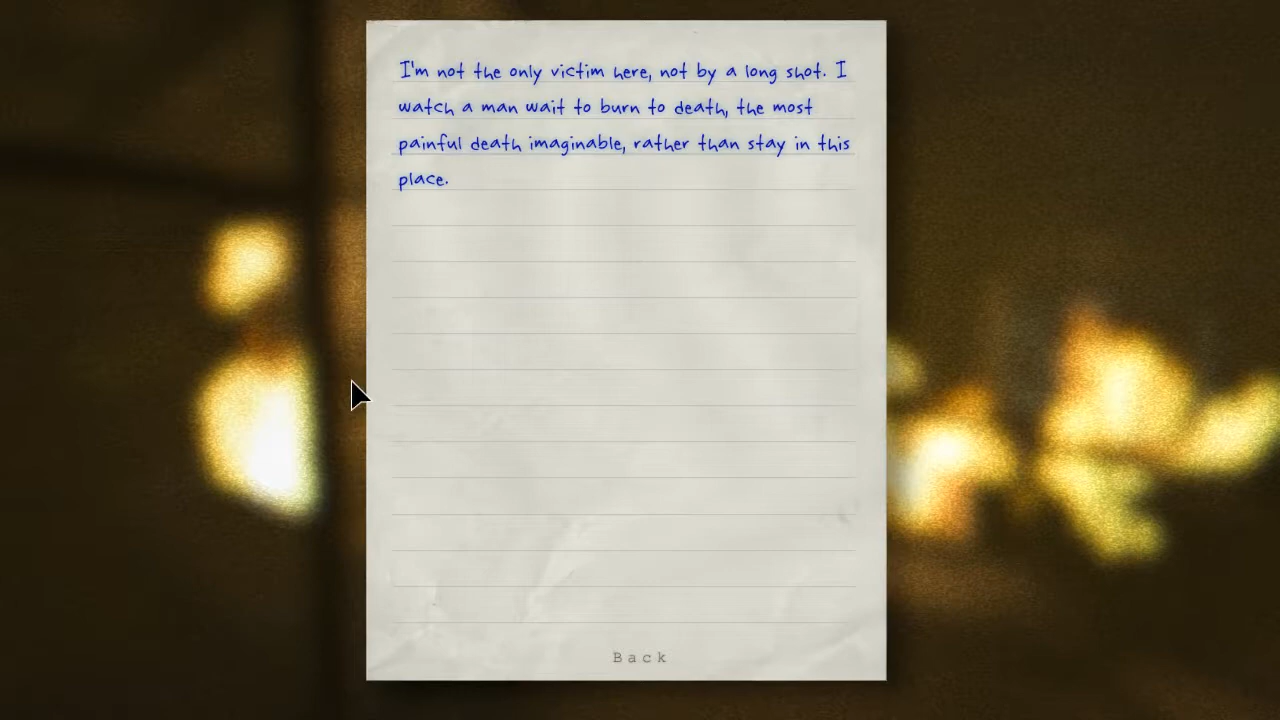 I'm not the only victim here, not by a long shot. I
watch a man wait to burn to death, the most
painful death imaginable, rather than stay in this
place.
Back